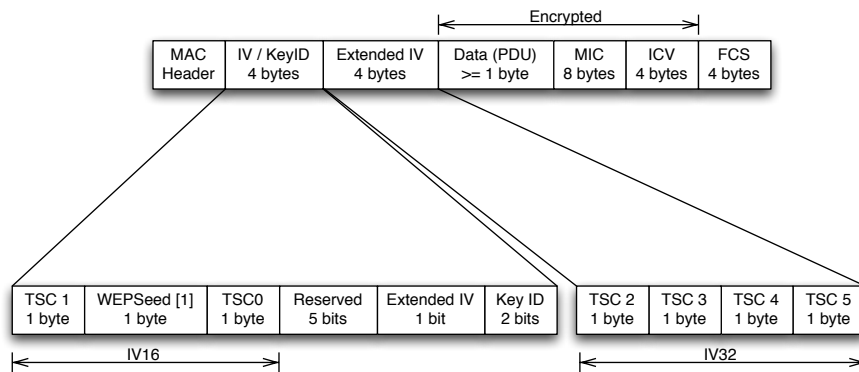 Encrypted
MAC
Header
IV / KeyID
4 bytes
Extended IV
4 bytes
Data (PDU)
>= 1 byte
MIC
8 bytes
ICV
4 bytes
FCS
4 bytes
TSC 1
1 byte
WEPSeed [1]
1 byte
TSC0
1 byte
Reserved
5 bits
Extended IV
1 bit
Key ID
2 bits
TSC 2
1 byte
TSC 3
1 byte
TSC 4
1 byte
TSC 5
1 byte
IV16
IV32